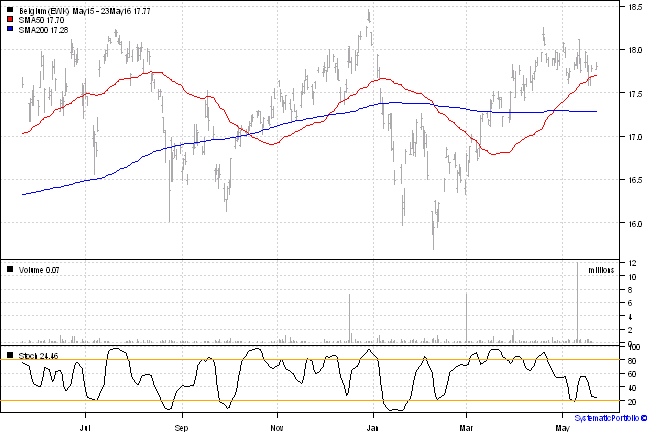 Belgium (EWK) May15 - 23May16 17.77
SMA50 17.70
SMA200 17.28
18.5
18.0
17.5
17.0
16.5
16.0
Volume 0.07
millions
12
10
8
6
4
2
0
Stoch 24.46
100
80
60
40
20
Jul
Sep
Nov
Jan
Mar
May
SystematicPortfolio ©